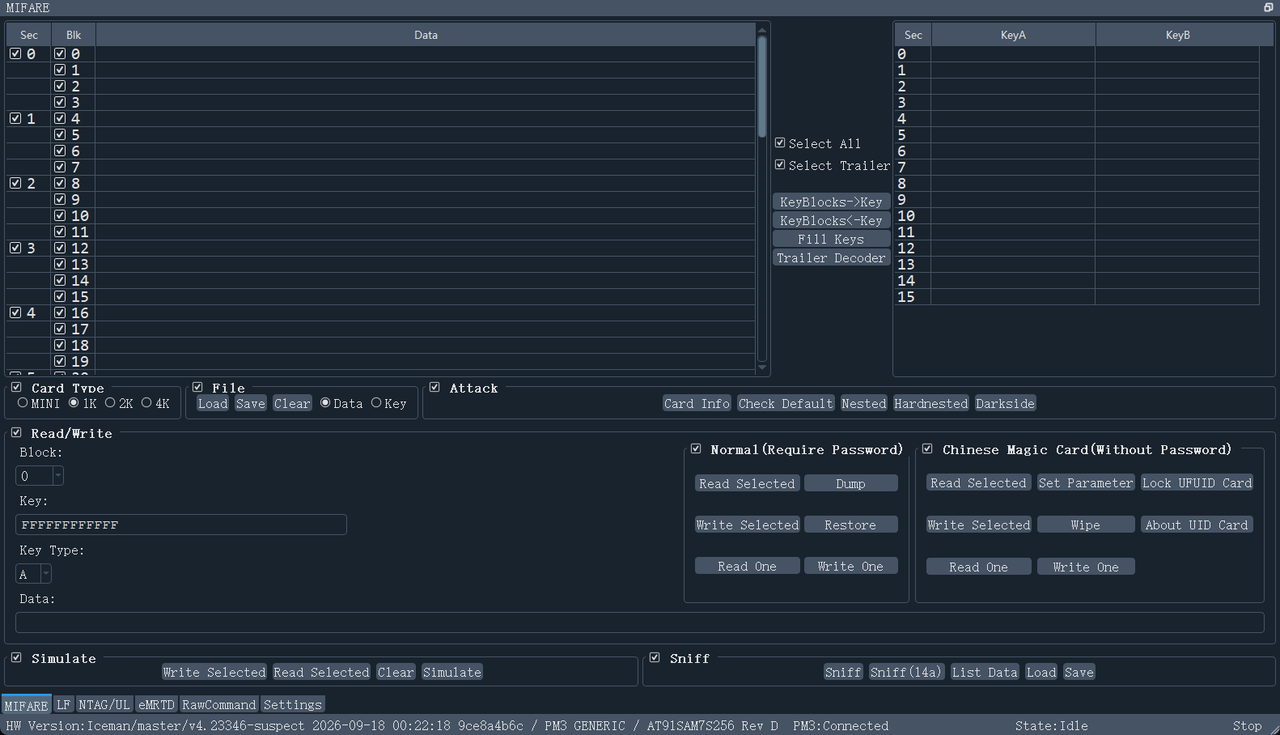 MIFARE
Sec Blk Data
0 0
1
2
3
1 4
5
6
7
2 8
9
10
11
3 12
13
14
15
4 16
17
18
19
Select All
Select Trailer
KeyBlocks->Key
KeyBlocks<-Key
Fill Keys
Trailer Decoder
Sec KeyA KeyB
0
1
2
3
4
5
6
7
8
9
10
11
12
13
14
15
Card Type
MINI 1K 2K 4K
File
Load Save Clear Data Key
Attack
Card Info Check Default Nested Hardnested Darkside
Read/Write
Block:
0
Key:
FFFFFFFFFFFF
Key Type:
A
Data:
Normal(Require Password)
Read Selected Dump
Write Selected Restore
Read One Write One
Chinese Magic Card(Without Password)
Read Selected Set Parameter Lock UFUID Card
Write Selected Wipe About UID Card
Read One Write One
Simulate
Write Selected Read Selected Clear Simulate
Sniff
Sniff Sniff(14a) List Data Load Save
MIFARE LF NTAG/UL eMRTD RawCommand Settings
HW Version:Iceman/master/v4.23346-suspect 2026-09-18 00:22:18 9ce8a4b6c / PM3 GENERIC / AT91SAM7S256 Rev D PM3:Connected State:Idle Stop